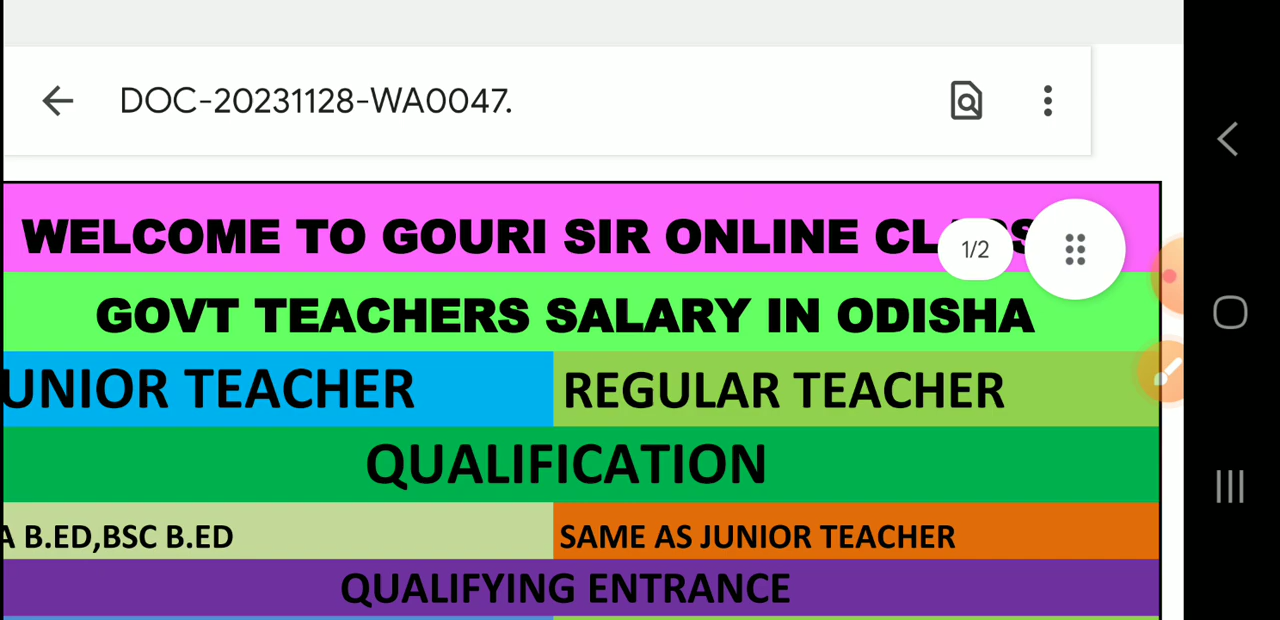 DOC-20231128-WA0047.
WELCOME TO GOURI SIR ONLINE
1/2
GOVT TEACHERS SALARY IN ODISHA
UNIOR TEACHER
REGULAR TEACHER
QUALIFICATION
A B.ED,BSC B.ED
SAME AS JUNIOR TEACHER
QUALIFYING ENTRANCE